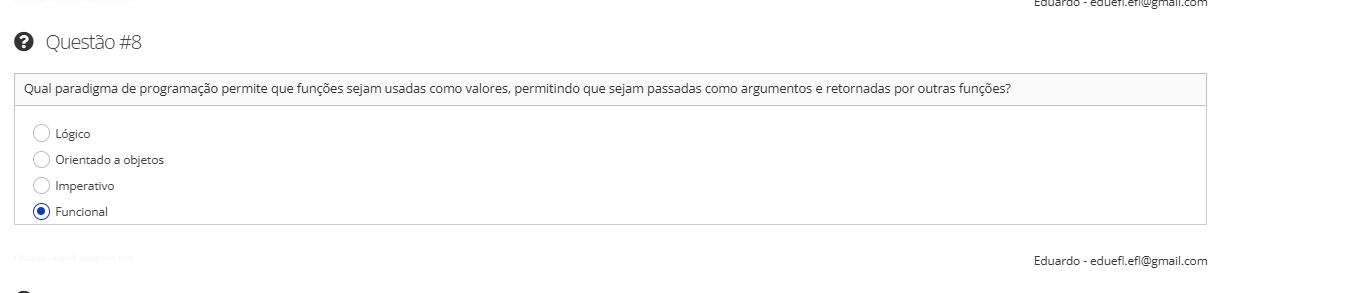 Eduardo - eduefl.efl@gmail.com
Questão #8
Qual paradigma de programação permite que funções sejam usadas como valores, permitindo que sejam passadas como argumentos e retornadas por outras funções?
Lógico
Orientado a objetos
Imperativo
Funcional
Eduardo - eduefl.efl@gmail.com